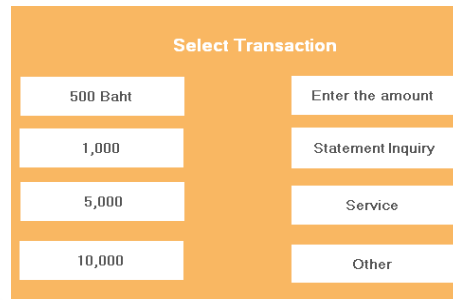 Select Transaction
500 Baht
Enter the amount
1,000
Statement Inquiry
5,000
Service
10,000
Other